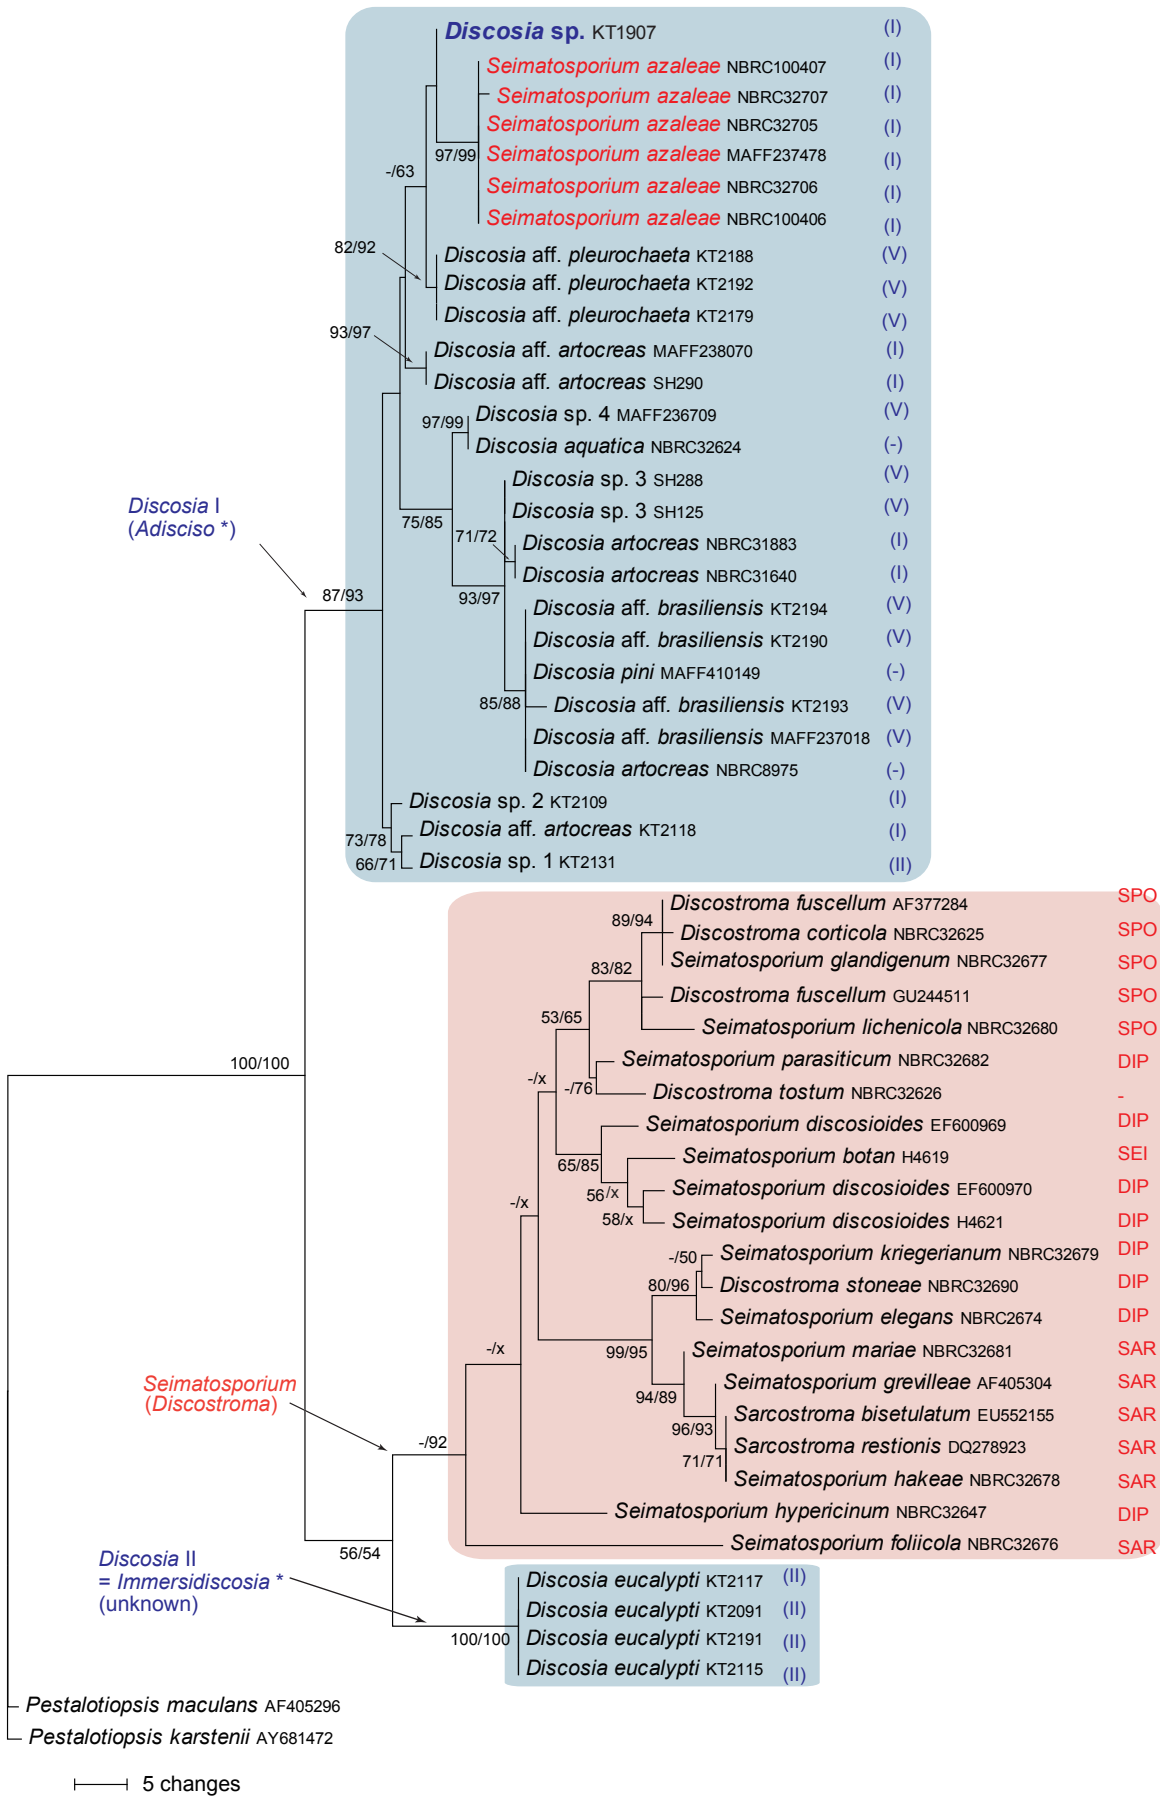 Discosia sp. KT1907 (I)
Seimatosporium azaleae NBRC100407 (I)
Seimatosporium azaleae NBRC32707 (I)
Seimatosporium azaleae NBRC32705 (I)
97/99
Seimatosporium azaleae MAFF237478 (I)
-/63
Seimatosporium azaleae NBRC32706 (I)
Seimatosporium azaleae NBRC100406 (I)
82/92
Discosia aff. pleurochaeta KT2188 (V)
Discosia aff. pleurochaeta KT2192 (V)
Discosia aff. pleurochaeta KT2179 (V)
93/97
Discosia aff. artocreas MAFF238070 (I)
Discosia aff. artocreas SH290 (I)
97/99
Discosia sp. 4 MAFF236709 (V)
Discosia aquatica NBRC32624 (-)
Discosia sp. 3 SH288 (V)
Discosia I
(Adisciso *)
75/85
Discosia sp. 3 SH125 (V)
71/72
Discosia artocreas NBRC31883 (I)
Discosia artocreas NBRC31640 (I)
87/93
93/97
Discosia aff. brasiliensis KT2194 (V)
Discosia aff. brasiliensis KT2190 (V)
Discosia pini MAFF410149 (-)
85/88
Discosia aff. brasiliensis KT2193 (V)
Discosia aff. brasiliensis MAFF237018 (V)
Discosia artocreas NBRC8975 (-)
Discosia sp. 2 KT2109 (I)
73/78
Discosia aff. artocreas KT2118 (I)
66/71
Discosia sp. 1 KT2131 (II)
Discostroma fuscellum AF377284 SPO
89/94
Discostroma corticola NBRC32625 SPO
Seimatosporium glandigenum NBRC32677 SPO
83/82
Discostroma fuscellum GU244511 SPO
53/65
Seimatosporium lichenicola NBRC32680 SPO
100/100
Seimatosporium parasiticum NBRC32682 DIP
-/x
-/76
Discostroma tostum NBRC32626 -
Seimatosporium discosioides EF600969 DIP
65/85
Seimatosporium botan H4619 SEI
56/x
Seimatosporium discosioides EF600970 DIP
-/x
58/x
Seimatosporium discosioides H4621 DIP
-/50
Seimatosporium kriegerianum NBRC32679 DIP
80/96
Discostroma stoneae NBRC32690 DIP
Seimatosporium elegans NBRC2674 DIP
-/x
99/95
Seimatosporium mariae NBRC32681 SAR
Seimatosporium
(Discostroma)
94/89
Seimatosporium grevilleae AF405304 SAR
Sarcostroma bisetulatum EU552155 SAR
96/93
-/92
Sarcostroma restionis DQ278923 SAR
71/71
Seimatosporium hakeae NBRC32678 SAR
Seimatosporium hypericinum NBRC32647 DIP
Seimatosporium foliicola NBRC32676 SAR
56/54
Discosia II
= Immersidiscosia *
(unknown)
Discosia eucalypti KT2117 (II)
Discosia eucalypti KT2091 (II)
100/100
Discosia eucalypti KT2191 (II)
Discosia eucalypti KT2115 (II)
Pestalotiopsis maculans AF405296
Pestalotiopsis karstenii AY681472
5 changes